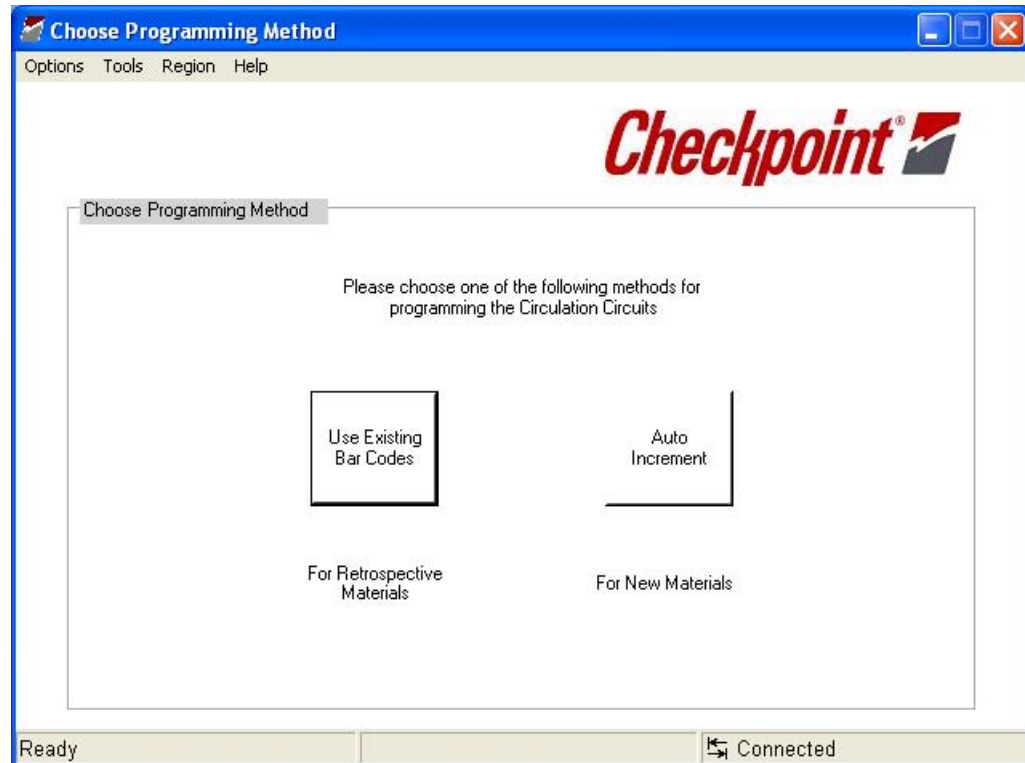 Choose Programming Method
Options Tools Region Help
Checkpoint®
Choose Programming Method
Please choose one of the following methods for
programming the Circulation Circuits
Use Existing
Bar Codes
Auto
Increment
For Retrospective
Materials
For New Materials
Ready
Connected